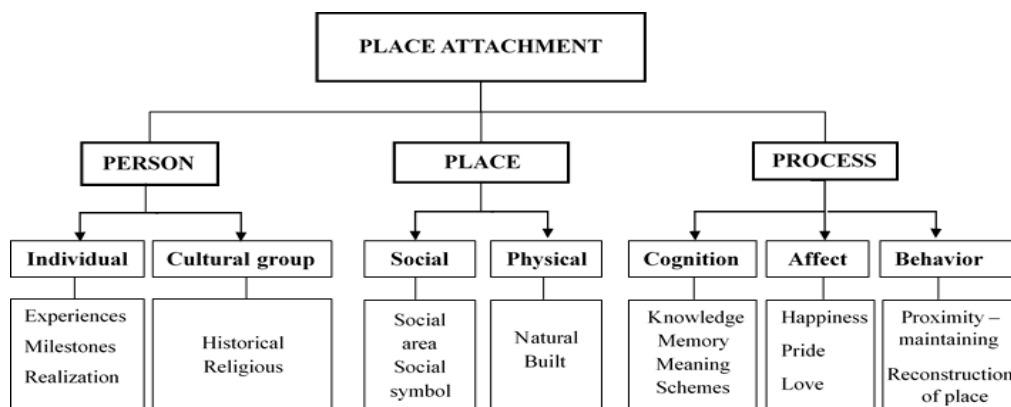 PLACE ATTACHMENT
PERSON
PLACE
PROCESS
Individual
Cultural group
Social
Physical
Cognition
Affect
Behavior
Experiences
Milestones
Realization
Historical
Religious
Social
area
Social
symbol
Natural
Built
Knowledge
Memory
Meaning
Schemes
Happiness
Pride
Love
Proximity –
maintaining
Reconstruction
of place